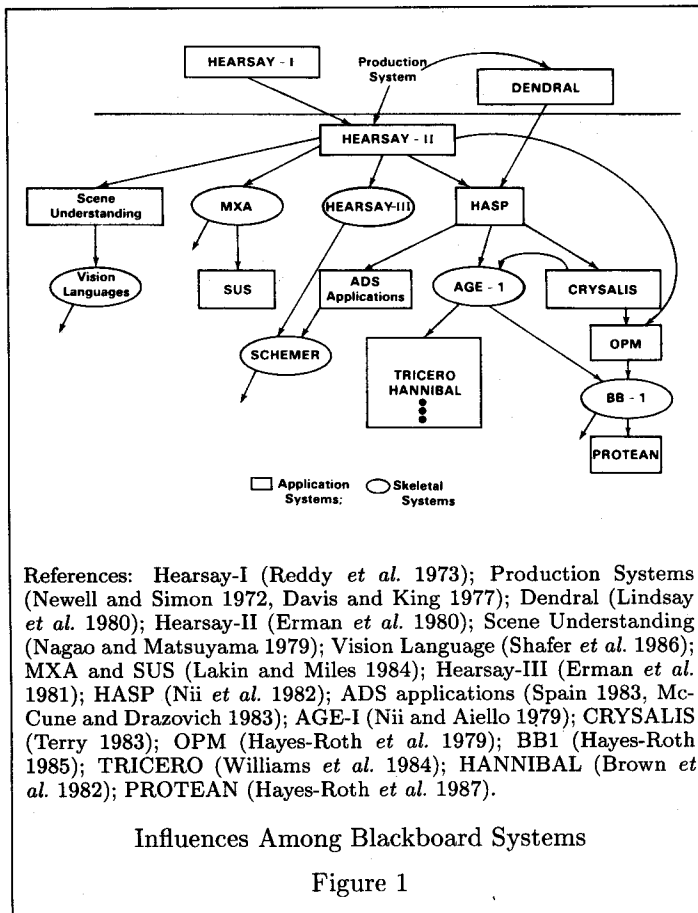 HEARSAY - I
Production
System
DENDRAL
HEARSAY - II
Scene
Understanding
MXA
HEARSAY-III
HASP
Vision
Languages
SUS
ADS
Applications
AGE - 1
CRYSALIS
SCHEMER
TRICERO
HANNIBAL
OPM
BB - 1
PROTEAN
Application
Systems;
Skeletal
Systems
References: Hearsay-I (Reddy et al. 1973); Production Systems
(Newell and Simon 1972, Davis and King 1977); Dendral (Lindsay
et al. 1980); Hearsay-II (Erman et al. 1980); Scene Understanding
(Nagao and Matsuyama 1979); Vision Language (Shafer et al. 1986);
MXA and SUS (Lakin and Miles 1984); Hearsay-III (Erman et al.
1981); HASP (Nii et al. 1982); ADS applications (Spain 1983, Mc-
Cune and Drazovich 1983); AGE-I (Nii and Aiello 1979); CRYSALIS
(Terry 1983); OPM (Hayes-Roth et al. 1979); BB1 (Hayes-Roth
1985); TRICERO (Williams et al. 1984); HANNIBAL (Brown et
al. 1982); PROTEAN (Hayes-Roth et al. 1987).
Influences Among Blackboard Systems
Figure 1